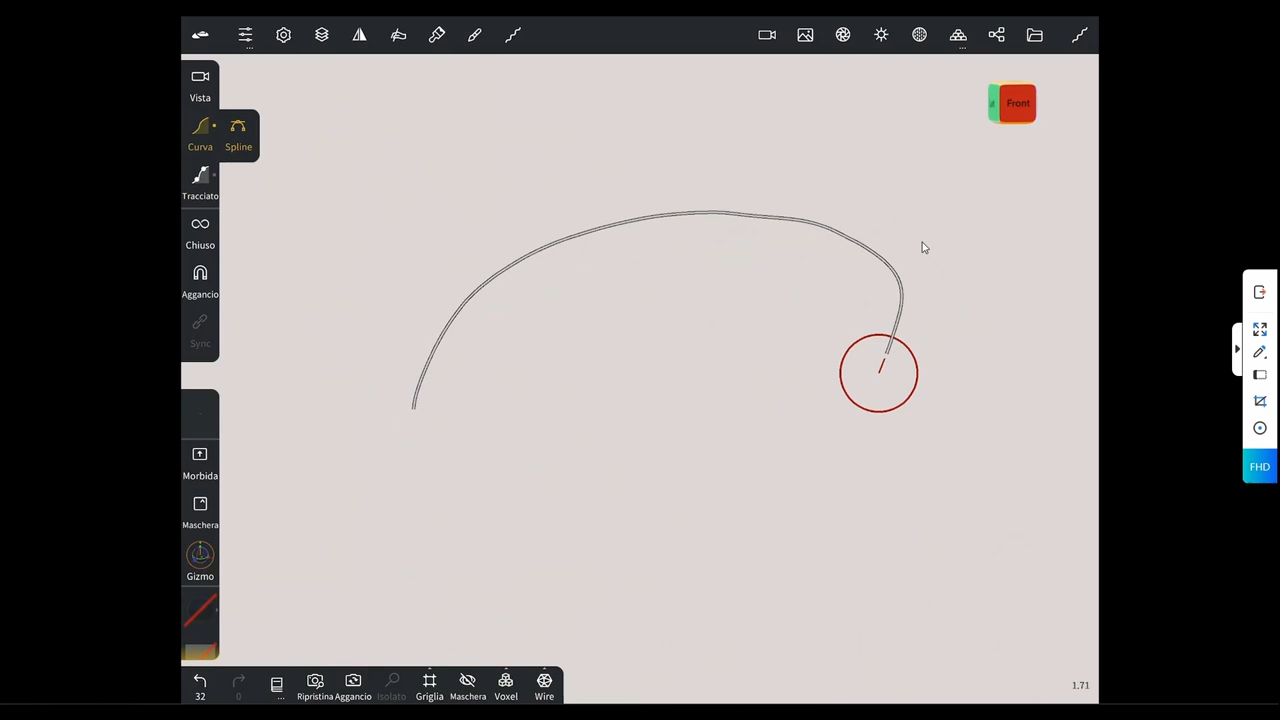 Vista
Front
Curva
Spline
Tracciato
Chiuso
Aggancio
Sync
Morbida
Maschera
Gizmo
32
0
...
Ripristina
Aggancio
Isolato
Griglia
Maschera
Voxel
Wire
1.71
FHD